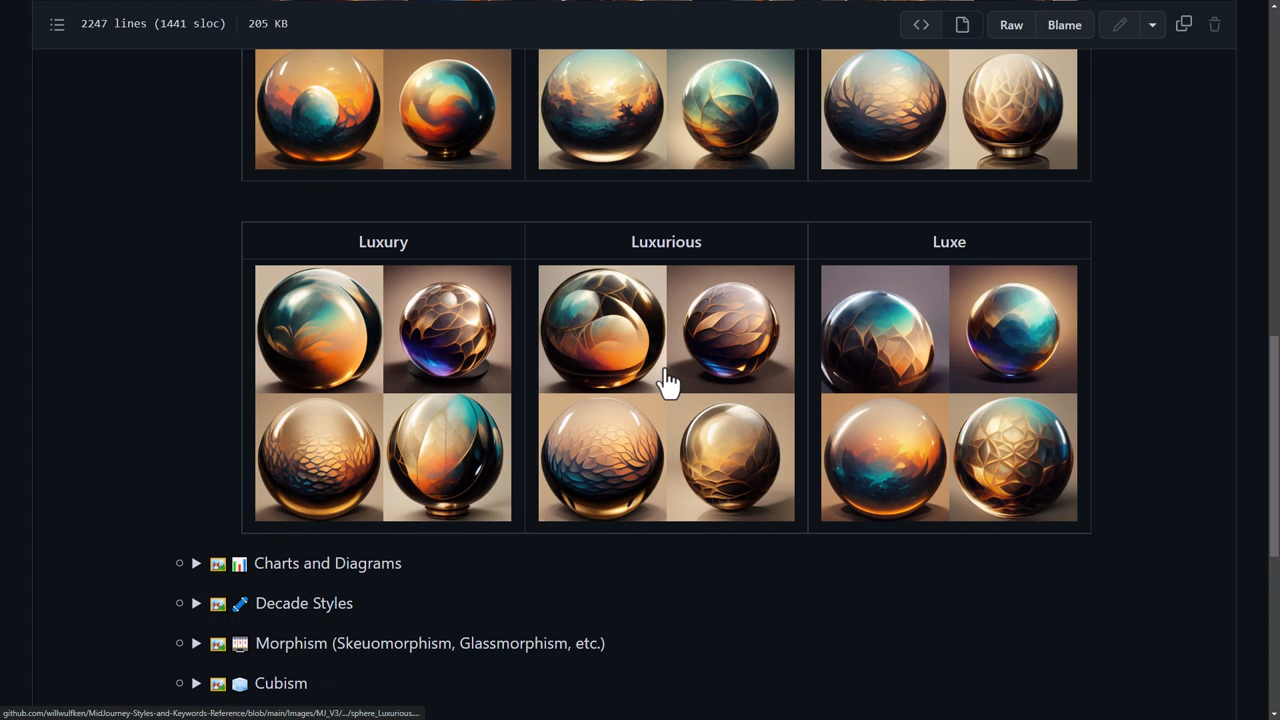 2247 lines (1441 sloc) 205 KB Raw Blame
Luxury Luxurious Luxe
Charts and Diagrams
Decade Styles
Morphism (Skeuomorphism, Glassmorphism, etc.)
Cubism
github.com/willwulfken/MidJourney-Styles-and-Keywords-Reference/blob/main/Images/MJ_V3/.../sphere_Luxurious....